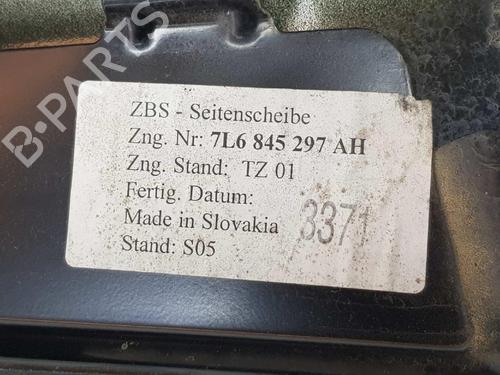 B-PARTS
ZBS - Seitenscheibe
Zng. Nr: 7L6 845 297 AH
Zng. Stand: TZ 01
Fertig. Datum:
Made in Slovakia
3371
Stand: S05